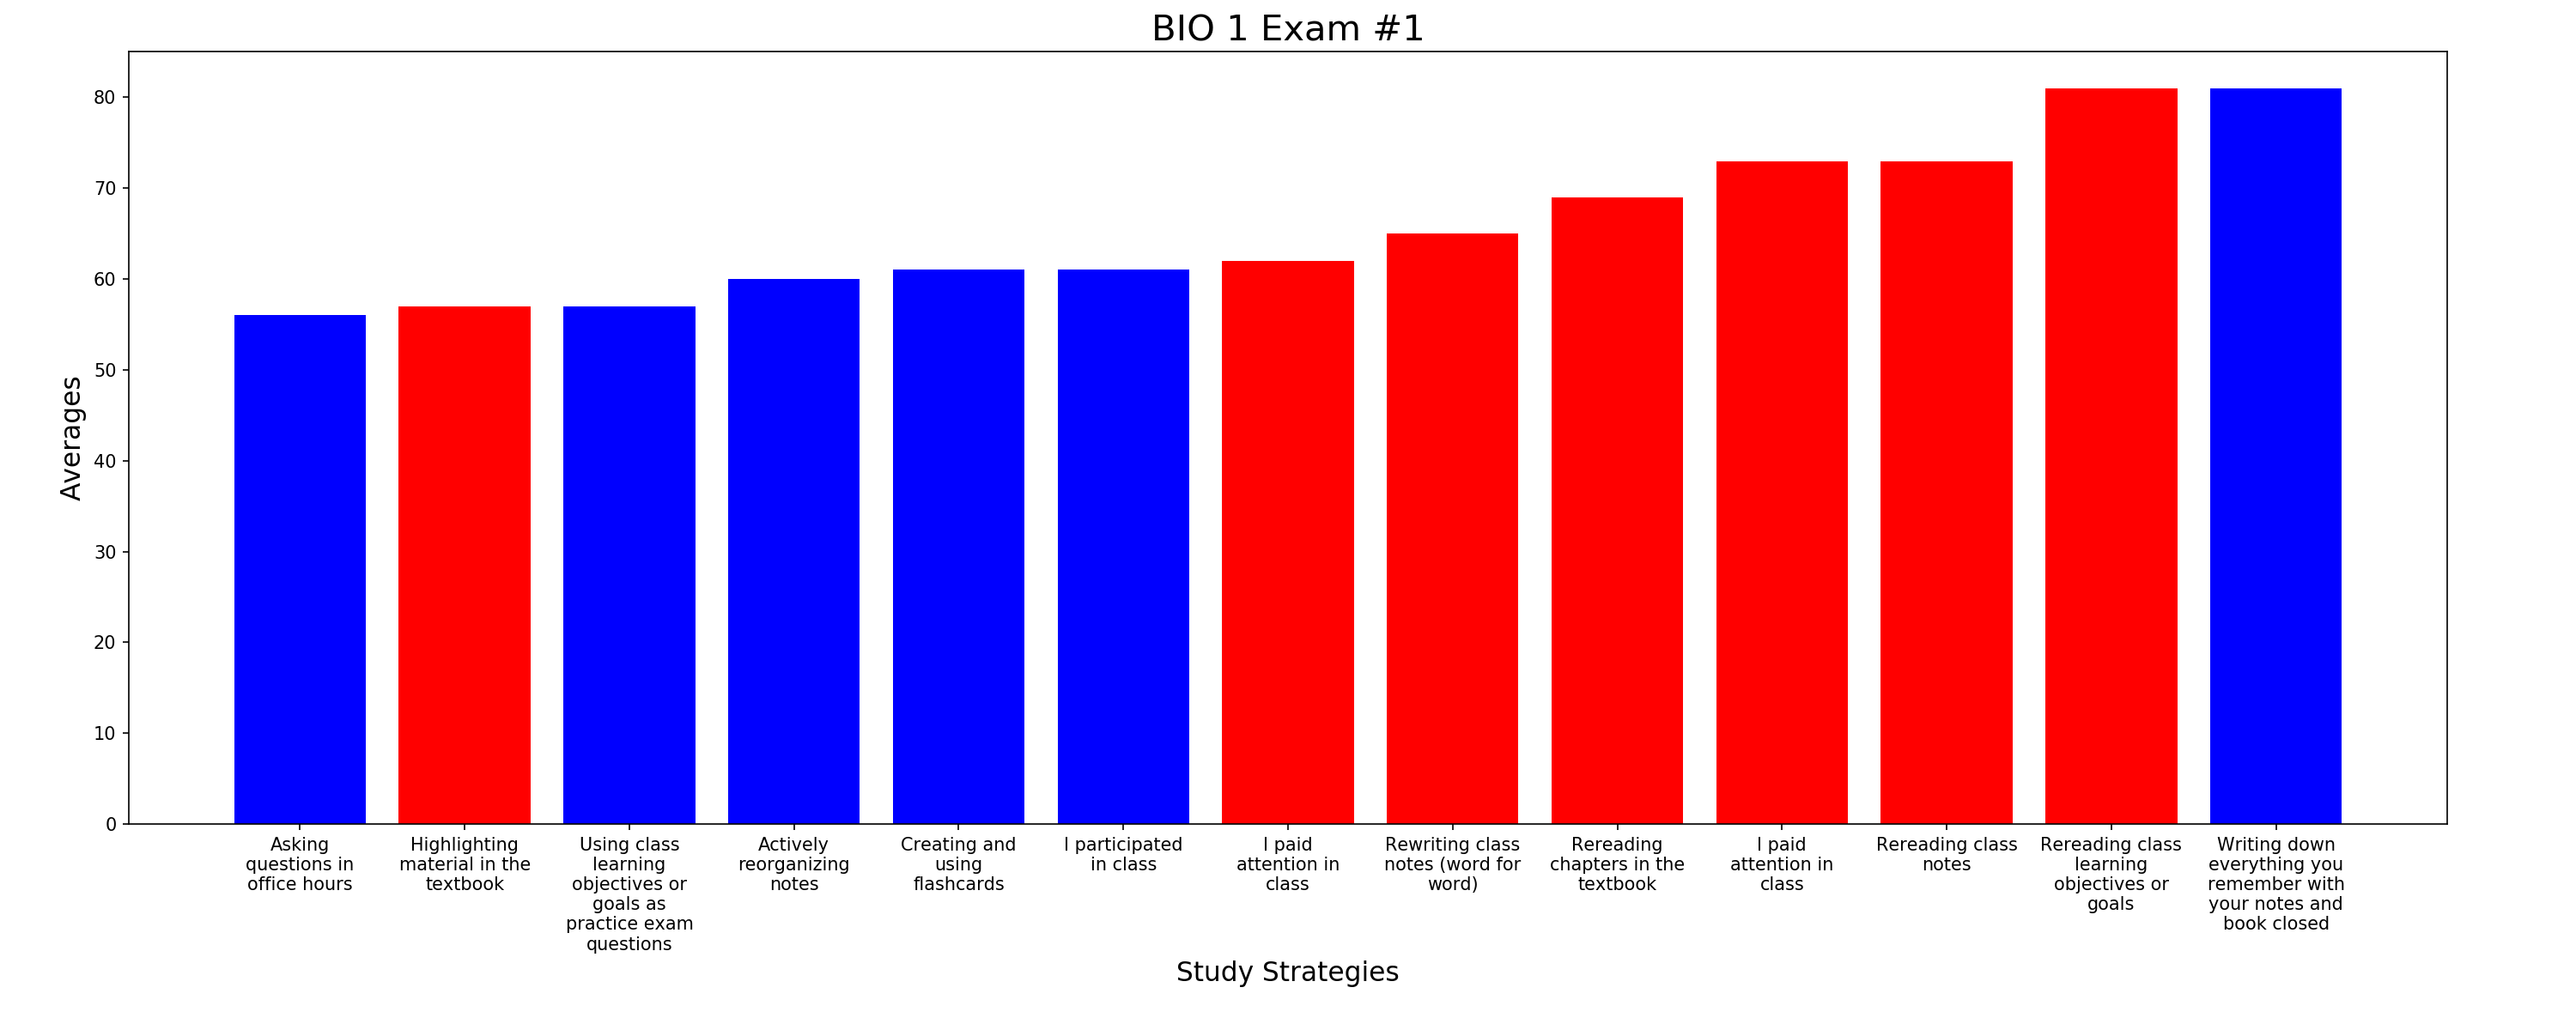 BIO 1 Exam #1
Averages
80
70
60
50
40
30
20
10
0
Asking
questions in
office hours
Highlighting
material in the
textbook
Using class
learning
objectives or
goals as
practice exam
questions
Actively
reorganizing
notes
Creating and
using
flashcards
I participated
in class
I paid
attention in
class
Rewriting class
notes (word for
word)
Rereading
chapters in the
textbook
I paid
attention in
class
Rereading class
notes
Rereading class
learning
objectives or
goals
Writing down
everything you
remember with
your notes and
book closed
Study Strategies